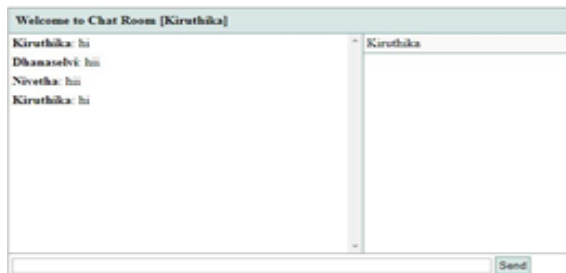 Welcome to Chat Room [Kiruthika]
Kiruthika: hi
Kiruthika
Dhanaselvi: hii
Nivetha: hii
Kiruthika: hi
Send